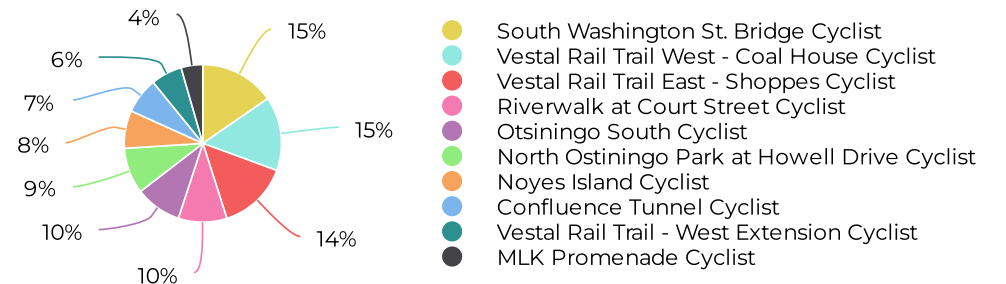 4%
15%
6%
7%
15%
8%
9%
10%
14%
10%
South Washington St. Bridge Cyclist
Vestal Rail Trail West - Coal House Cyclist
Vestal Rail Trail East - Shoppes Cyclist
Riverwalk at Court Street Cyclist
Otsiningo South Cyclist
North Ostiningo Park at Howell Drive Cyclist
Noyes Island Cyclist
Confluence Tunnel Cyclist
Vestal Rail Trail - West Extension Cyclist
MLK Promenade Cyclist